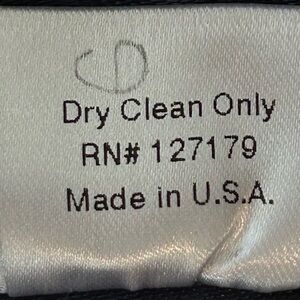 Dry Clean Only
RN# 127179
Made in U.S.A.